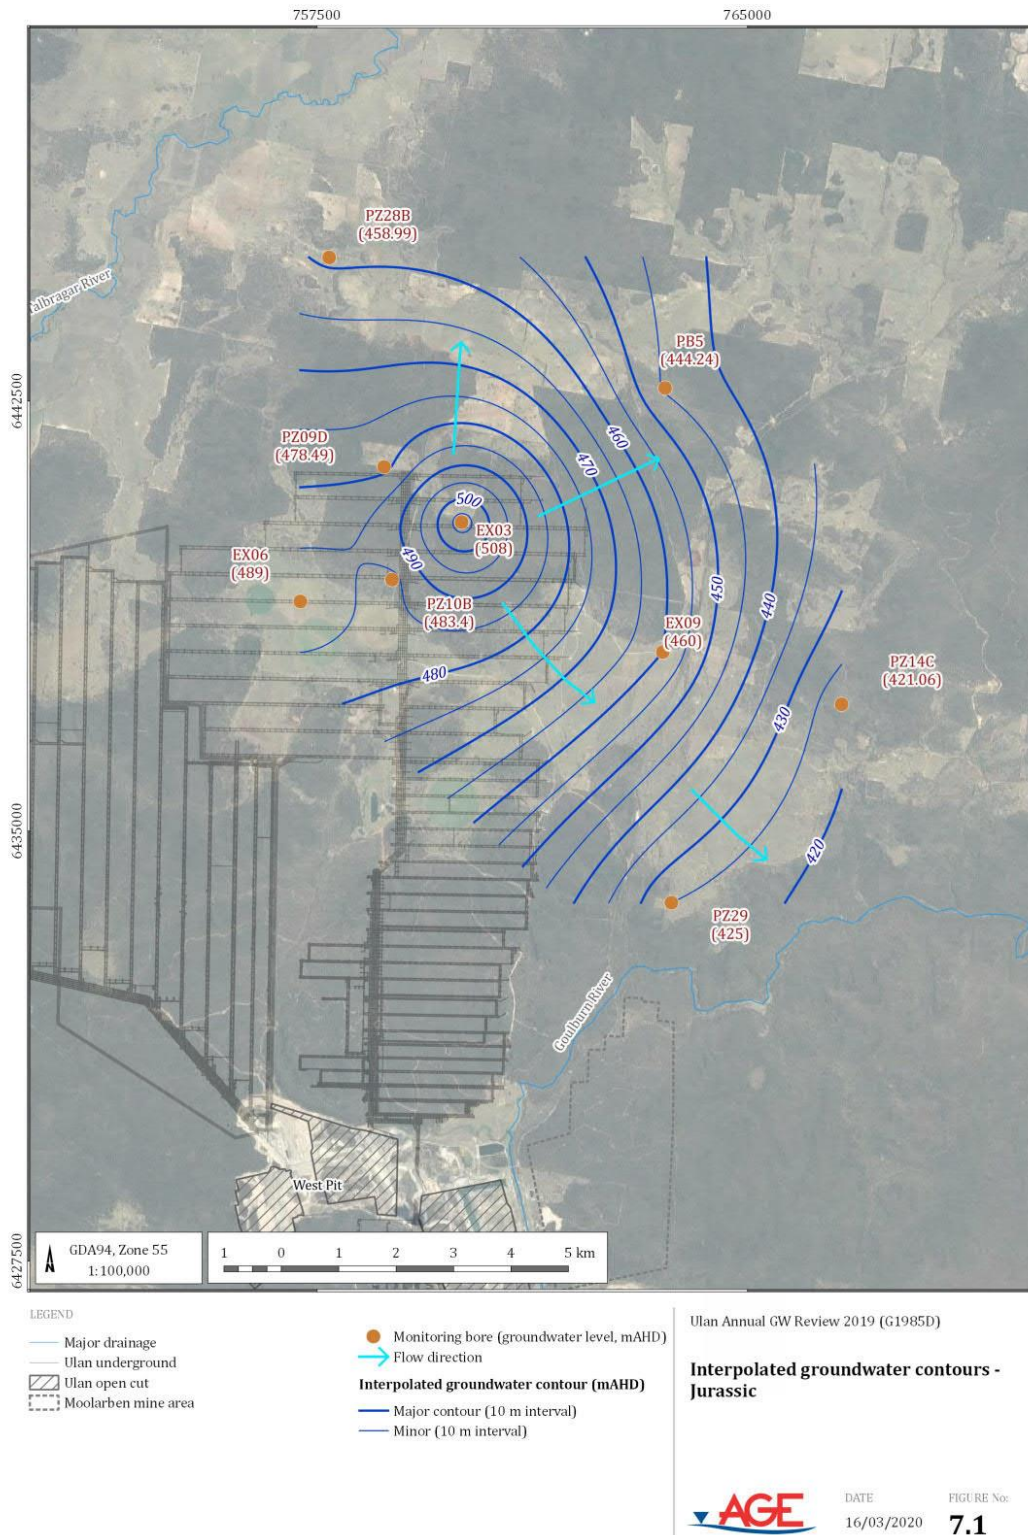 757500
765000
PZ28B
(458.99)
Talbragar River
PB5
(444.24)
6442500
460
PZ09D
(478.49)
470
500
EX03
(508)
490
EX06
(489)
450
440
PZ10B
(483.4)
EX09
(460)
480
PZ14C
(421.06)
430
6435000
420
PZ29
(425)
Goulburn River
West Pit
6427500
GDA94, Zone 55
1:100,000
1 0 1 2 3 4 5 km
LEGEND
Major drainage
Ulan underground
Ulan open cut
Moolarben mine area
Monitoring bore (groundwater level, mAHD)
Flow direction
Interpolated groundwater contour (mAHD)
Major contour (10 m interval)
Minor (10 m interval)
Ulan Annual GW Review 2019 (G1985D)
Interpolated groundwater contours -
Jurassic
AGE
DATE
16/03/2020
FIGURE No:
7.1